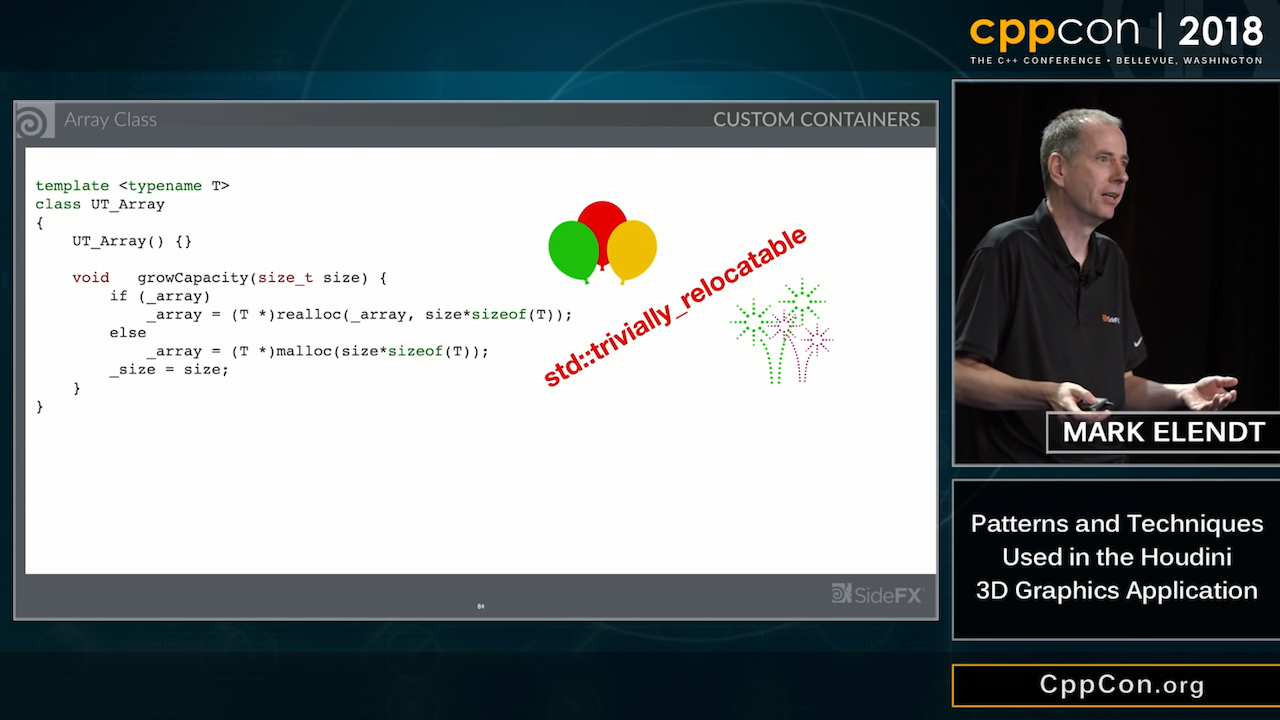 cppcon | 2018
THE C++ CONFERENCE • BELLEVUE, WASHINGTON
Array Class
CUSTOM CONTAINERS
template <typename T>
class UT_Array
{
UT_Array() {}
void growCapacity(size_t size) {
if (_array)
_array = (T *)realloc(_array, size*sizeof(T));
else
_array = (T *)malloc(size*sizeof(T));
_size = size;
}
}
std::trivially_relocatable
SideFX
84
SideFX
MARK ELENDT
Patterns and Techniques
Used in the Houdini
3D Graphics Application
CppCon.org